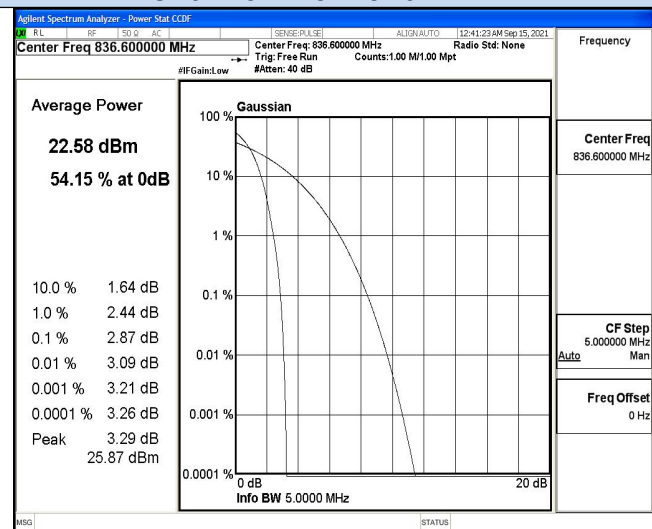 Agilent Spectrum Analyzer - Power Stat CCDF
LXI RL RF 50 Ω AC SENSE:PULSE ALIGNAUTO 12:41:23 AM Sep 15, 2021
Center Freq 836.600000 MHz
Center Freq: 836.600000 MHz Radio Std: None
Trig: Free Run Counts:1.00 M/1.00 Mpt
#IFGain:Low #Atten: 40 dB
Frequency
Average Power
22.58 dBm
54.15 % at 0dB
10.0 % 1.64 dB
1.0 % 2.44 dB
0.1 % 2.87 dB
0.01 % 3.09 dB
0.001 % 3.21 dB
0.0001 % 3.26 dB
Peak 3.29 dB
25.87 dBm
Gaussian
100 %
10 %
1 %
0.1 %
0.01 %
0.001 %
0.0001 %
0 dB 20 dB
Info BW 5.0000 MHz
Center Freq
836.600000 MHz
CF Step
5.000000 MHz
Auto Man
Freq Offset
0 Hz
MSG STATUS